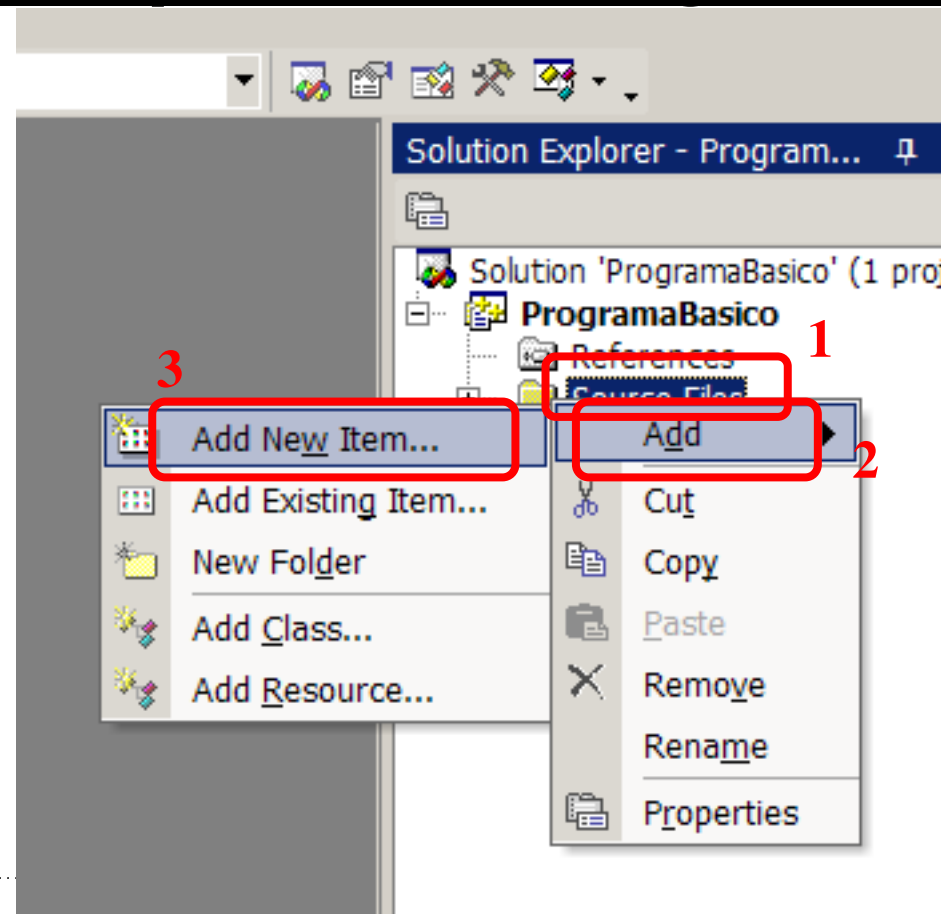 Solution Explorer - Program...
Solution 'ProgramaBasico' (1 proj
ProgramaBasico
1
References
Source Files
3
Add New Item...
Add Existing Item...
New Folder
Add Class...
Add Resource...
Add
2
Cut
Copy
Paste
Remove
Rename
Properties